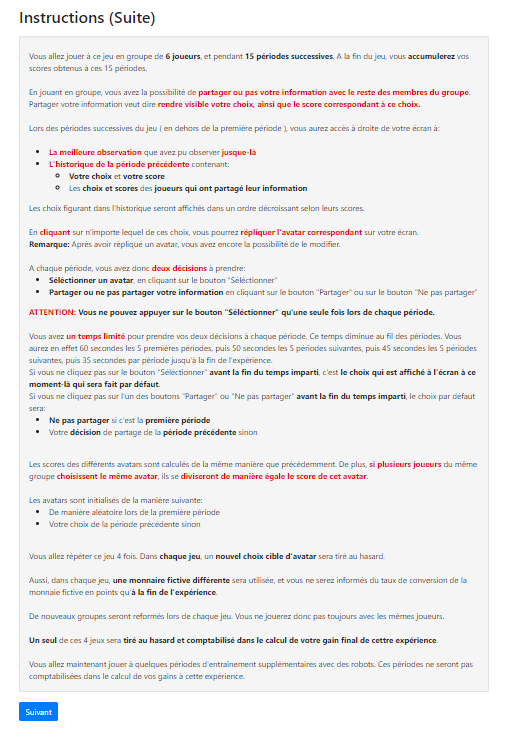 Instructions (Suite)
Vous allez jouer à ce jeu en groupe de 6 joueurs, et pendant 15 périodes successives. A la fin du jeu, vous accumulerez vos
scores obtenus à ces 15 périodes.
En jouant en groupe, vous avez la possibilité de partager ou pas votre information avec le reste des membres du groupe.
Partager votre information veut dire rendre visible votre choix, ainsi que le score correspondant à ce choix.
Lors des périodes successives du jeu ( en dehors de la première période ), vous aurez accès à droite de votre écran à:
• La meilleure observation que avez pu observer jusque-là
• L'historique de la période précédente contenant:
Votre choix et votre score
Les choix et scores des joueurs qui ont partagé leur information
Les choix figurant dans l'historique seront affichés dans un ordre décroissant selon leurs scores.
En cliquant sur n'importe lequel de ces choix, vous pourrez répliquer l'avatar correspondant sur votre écran.
Remarque: Après avoir répliqué un avatar, vous avez encore la possibilité de le modifier.
A chaque période, vous avez donc deux décisions à prendre:
• Séléctionner un avatar, en cliquant sur le bouton "Séléctionner"
• Partager ou ne pas partager votre information en cliquant sur le bouton "Partager" ou sur le bouton "Ne pas partager"
ATTENTION: Vous ne pouvez appuyer sur le bouton "Séléctionner" qu'une seule fois lors de chaque période.
Vous avez un temps limité pour prendre vos deux décisions à chaque période. Ce temps diminue au fil des périodes. Vous
aurez en effet 60 secondes les 5 premières périodes, puis 50 secondes les 5 périodes suivantes, puis 45 secondes les 5 périodes
suivantes, puis 35 secondes par période jusqu'à la fin de l'expérience.
Si vous ne cliquez pas sur le bouton "Séléctionner" avant la fin du temps imparti, c'est le choix qui est affiché à l'écran à ce
moment-là qui sera fait par défaut.
Si vous ne cliquez pas sur l'un des boutons "Partager" ou "Ne pas partager" avant la fin du temps imparti, le choix par défaut
sera:
• Ne pas partager si c'est la première période
• Votre décision de partage de la période précédente sinon
Les scores des différents avatars sont calculés de la même manière que précédemment. De plus, si plusieurs joueurs du même
groupe choisissent le même avatar, ils se diviseront de manière égale le score de cet avatar.
Les avatars sont initialisés de la manière suivante:
• De manière aléatoire lors de la première période
• Votre choix de la période précédente sinon
Vous allez répéter ce jeu 4 fois. Dans chaque jeu, un nouvel choix cible d'avatar sera tiré au hasard.
Aussi, dans chaque jeu, une monnaire fictive différente sera utilisée, et vous ne serez informés du taux de conversion de la
monnaie fictive en points qu'à la fin de l'expérience.
De nouveaux groupes seront reformés lors de chaque jeu. Vous ne jouerez donc pas toujours avec les mêmes joueurs.
Un seul de ces 4 jeux sera tiré au hasard et comptabilisé dans le calcul de votre gain final de cettre expérience.
Vous allez maintenant jouer à quelques périodes d'entraînement supplémentaires avec des robots. Ces périodes ne seront pas
comptabilisées dans le calcul de vos gains à cette expérience.
Suivant